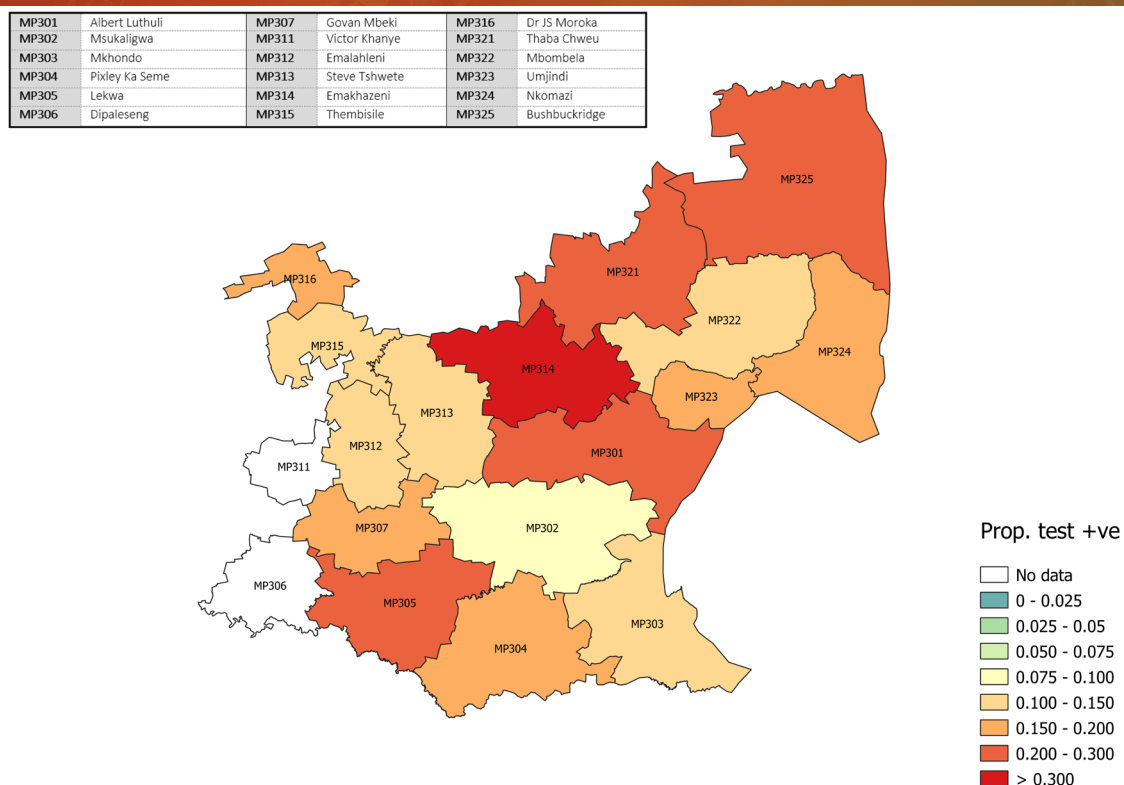 MP301 Albert Luthuli MP307 Govan Mbeki MP316 Dr JS Moroka
MP302 Msukaligwa MP311 Victor Khanye MP321 Thaba Chweu
MP303 Mkhondo MP312 Emalahleni MP322 Mbombela
MP304 Pixley Ka Seme MP313 Steve Tshwete MP323 Umjindi
MP305 Lekwa MP314 Emakhazeni MP324 Nkomazi
MP306 Dipaleseng MP315 Thembisile MP325 Bushbuckridge
MP325
MP321
MP316
MP322
MP315
MP324
MP314
MP323
MP313
MP312
MP301
MP311
MP307
MP302
MP306
MP305
MP303
MP304
Prop. test +ve
No data
0 - 0.025
0.025 - 0.05
0.050 - 0.075
0.075 - 0.100
0.100 - 0.150
0.150 - 0.200
0.200 - 0.300
> 0.300